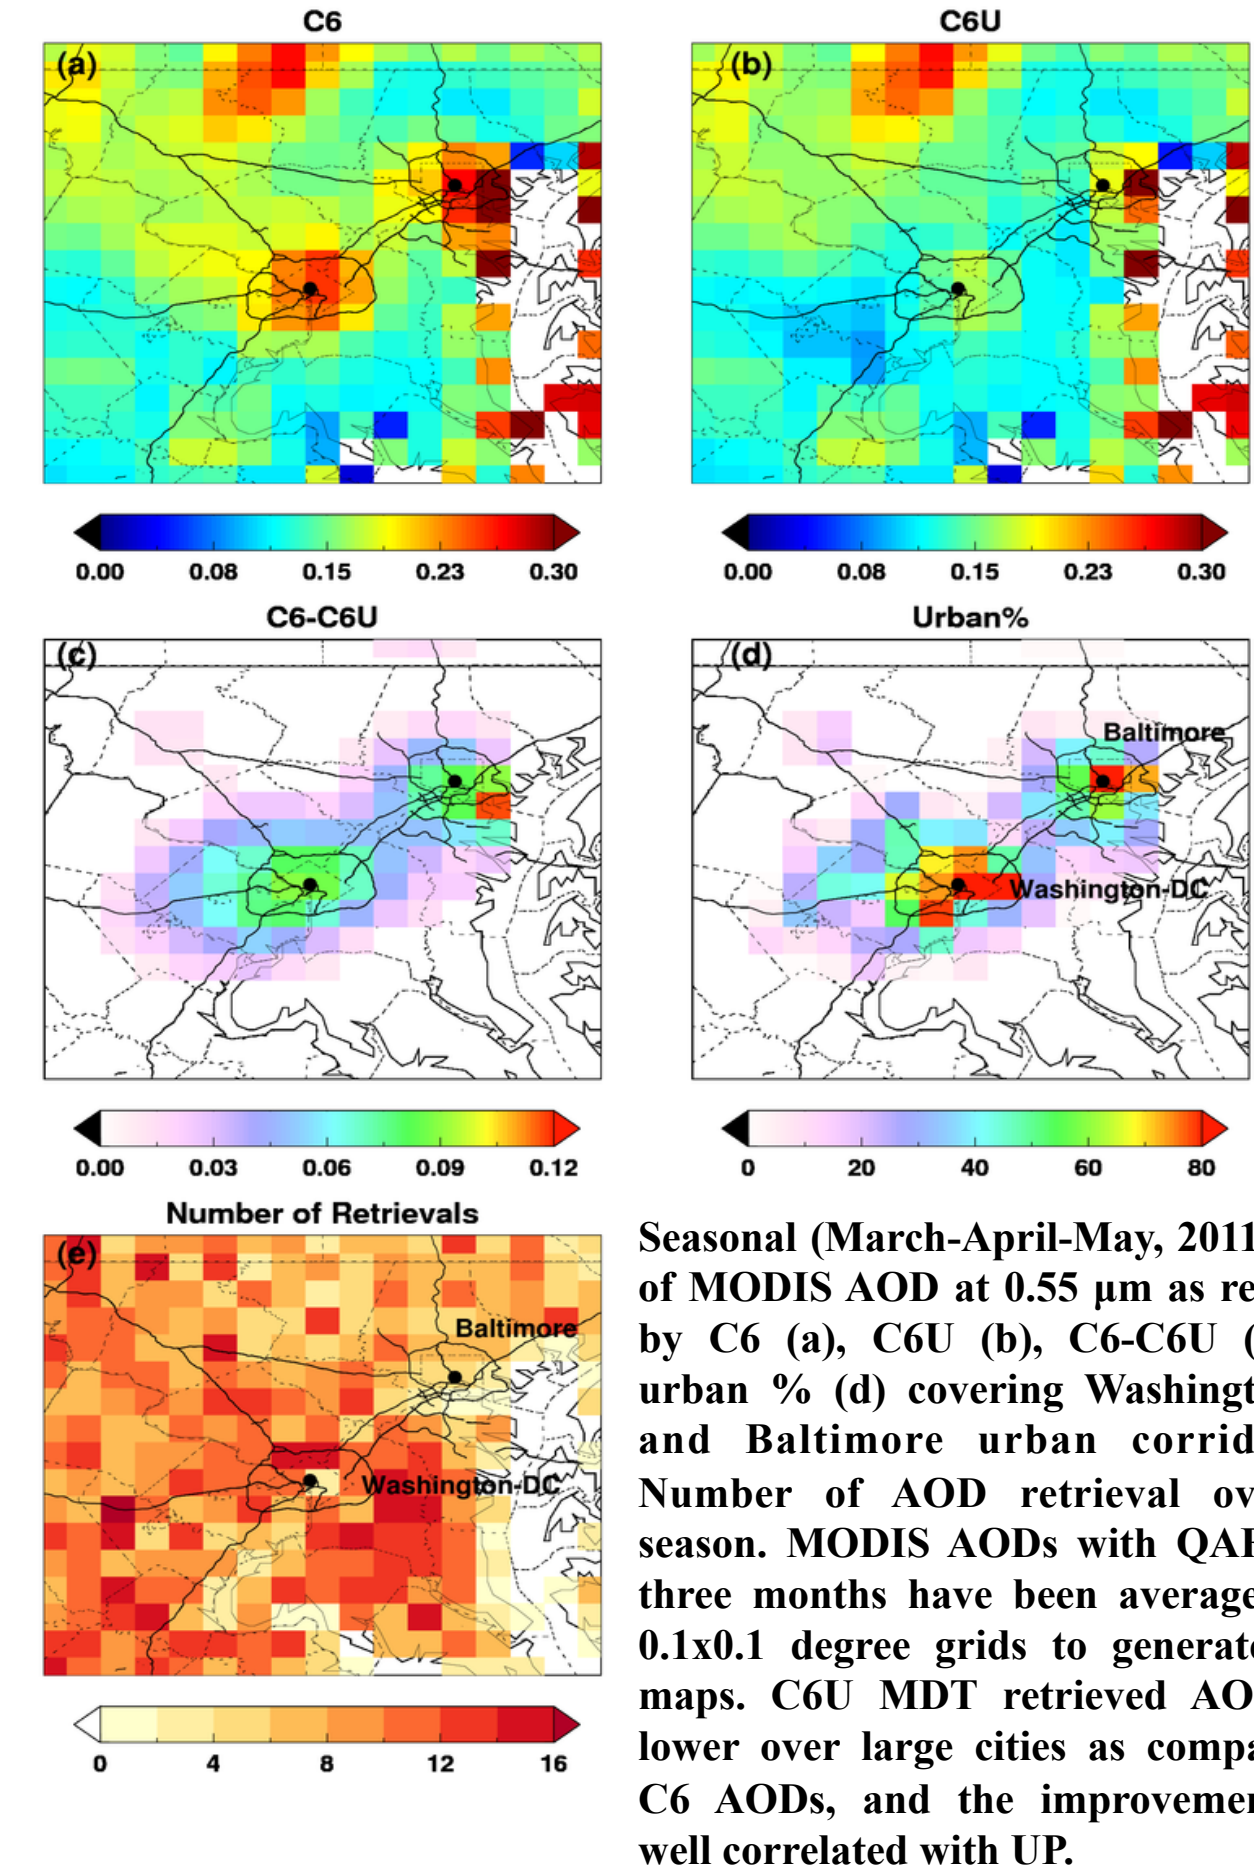 C6
C6U
(a)
(b)
0.00 0.08 0.15 0.23 0.30
0.00 0.08 0.15 0.23 0.30
C6-C6U
Urban%
(c)
(d)
Baltimore
Washington-DC
0.00 0.03 0.06 0.09 0.12
0 20 40 60 80
Number of Retrievals
(e)
Baltimore
Washington-DC
0 4 8 12 16
Seasonal (March-April-May, 2011
of MODIS AOD at 0.55 μm as re
by C6 (a), C6U (b), C6-C6U (
urban % (d) covering Washingt
and Baltimore urban corrid
Number of AOD retrieval ov
season. MODIS AODs with QAF
three months have been average
0.1x0.1 degree grids to generat
maps. C6U MDT retrieved AO
lower over large cities as compa
C6 AODs, and the improvemen
well correlated with UP.